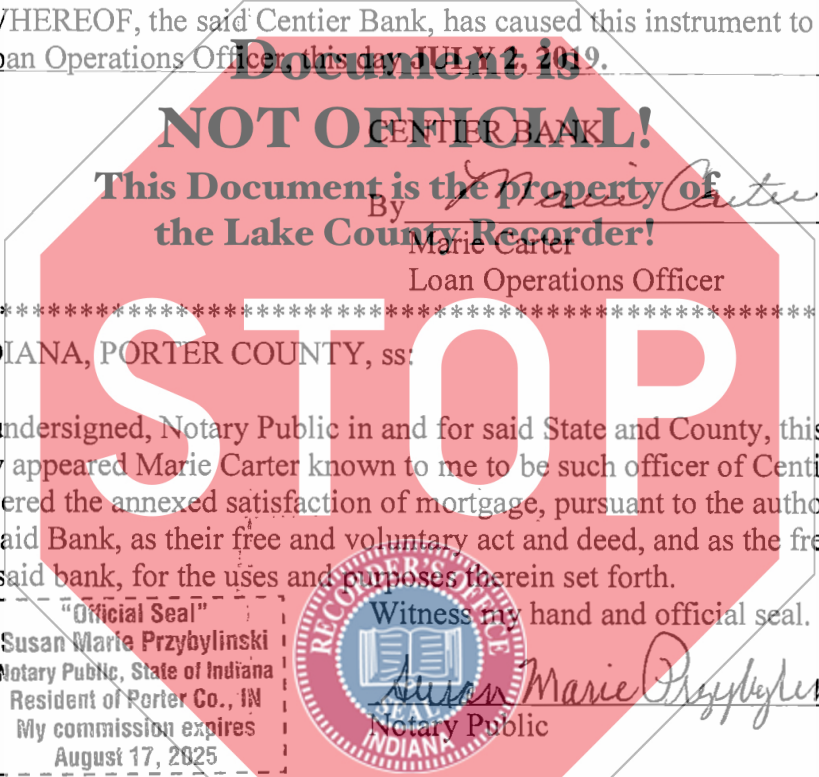 WHEREOF, the said Centier Bank, has caused this instrument to
an Operations Officer, this day JULY 2, 2019.
Document is
NOT OFFICIAL!
CENTIER BANK
This Document is the property of
the Lake County Recorder!
By Marie Carter
Marie Carter
Loan Operations Officer
************************************************************
IANA, PORTER COUNTY, ss:
STOP
ndersigned, Notary Public in and for said State and County, this
appeared Marie Carter known to me to be such officer of Centi
ered the annexed satisfaction of mortgage, pursuant to the autho
aid Bank, as their free and voluntary act and deed, and as the fre
said bank, for the uses and purposes therein set forth.
"Official Seal"
Susan Marie Przybylinski
Notary Public, State of Indiana
Resident of Porter Co., IN
My commission expires
August 17, 2025
RECORDER'S OFFICE
SEAL
INDIANA
Witness my hand and official seal.
Susan Marie Przybylin
Notary Public